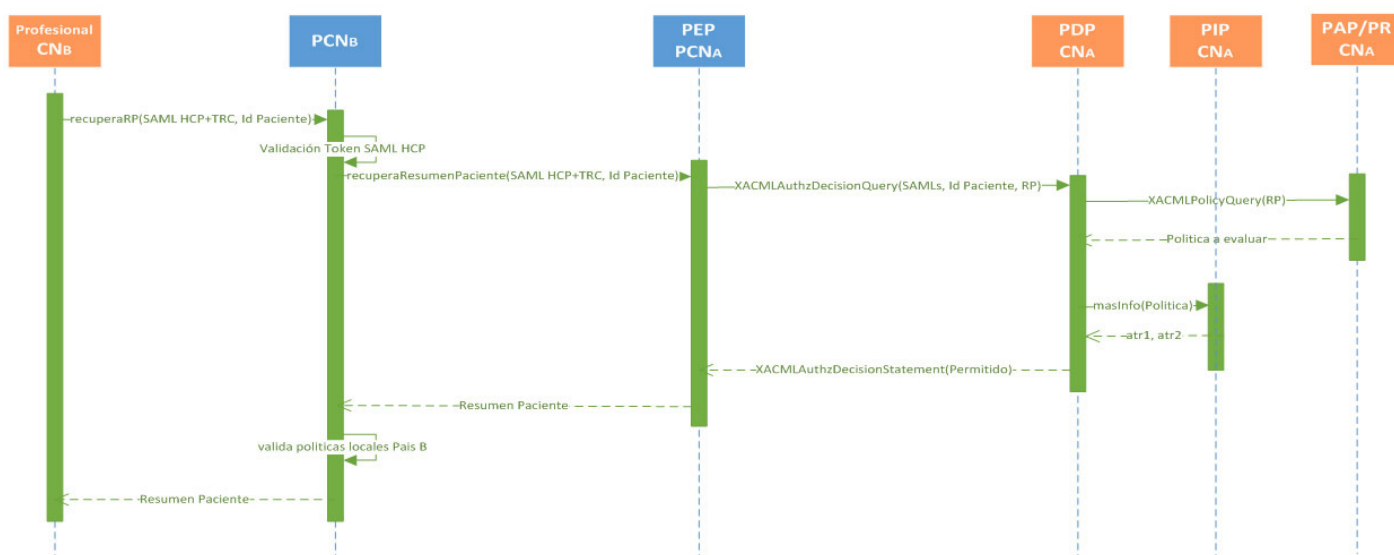 Profesional
CNB
PCNB
PEP
PCNA
PDP
CNA
PIP
CNA
PAP/PR
CNA
recuperaRP(SAML HCP+TRC, Id Paciente)
Validación Token SAML HCP
recuperaResumenPaciente(SAML HCP+TRC, Id Paciente)
XACMLAuthzDecisionQuery(SAMLs, Id Paciente, RP)
XACMLPolicyQuery(RP)
Politica a evaluar
masInfo(Politica)
atr1, atr2
XACMLAuthzDecisionStatement(Permitido)
Resumen Paciente
valida politicas locales Pais B
Resumen Paciente